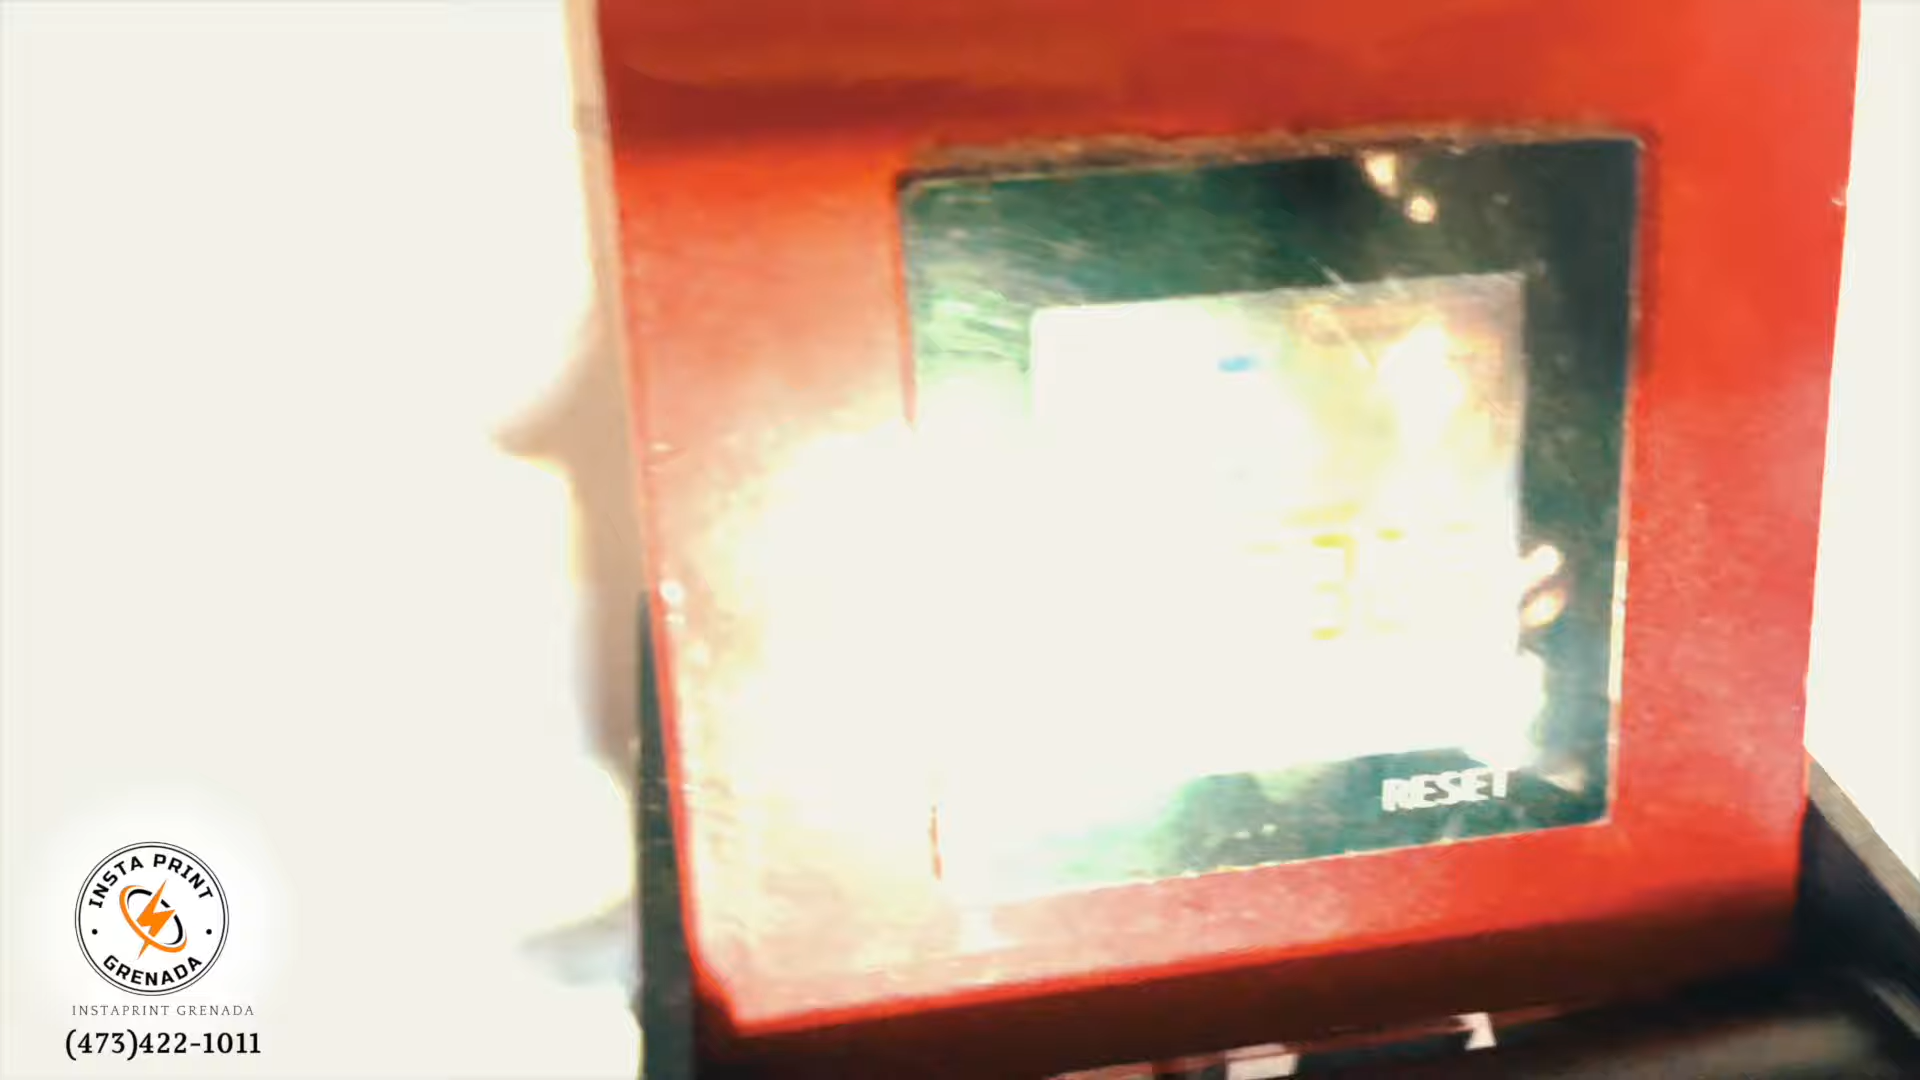 RESET
INSTA PRINT
GRENADA
INSTAPRINT GRENADA
(473)422-1011